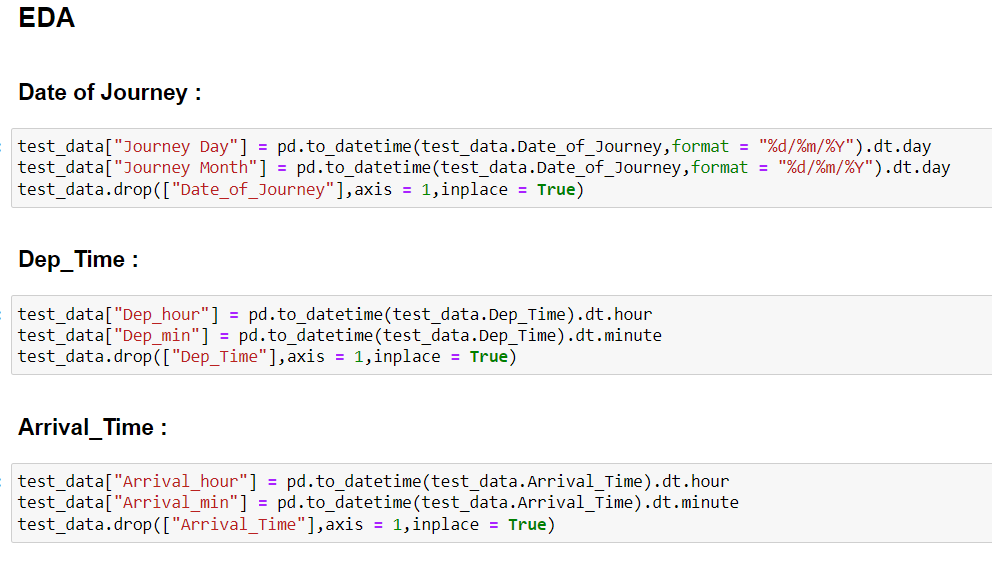 EDA
Date of Journey :
test_data["Journey Day"] = pd.to_datetime(test_data.Date_of_Journey,format = "%d/%m/%Y").dt.day
test_data["Journey Month"] = pd.to_datetime(test_data.Date_of_Journey,format = "%d/%m/%Y").dt.day
test_data.drop(["Date_of_Journey"],axis = 1,inplace = True)
Dep_Time :
test_data["Dep_hour"] = pd.to_datetime(test_data.Dep_Time).dt.hour
test_data["Dep_min"] = pd.to_datetime(test_data.Dep_Time).dt.minute
test_data.drop(["Dep_Time"],axis = 1,inplace = True)
Arrival_Time :
test_data["Arrival_hour"] = pd.to_datetime(test_data.Arrival_Time).dt.hour
test_data["Arrival_min"] = pd.to_datetime(test_data.Arrival_Time).dt.minute
test_data.drop(["Arrival_Time"],axis = 1,inplace = True)